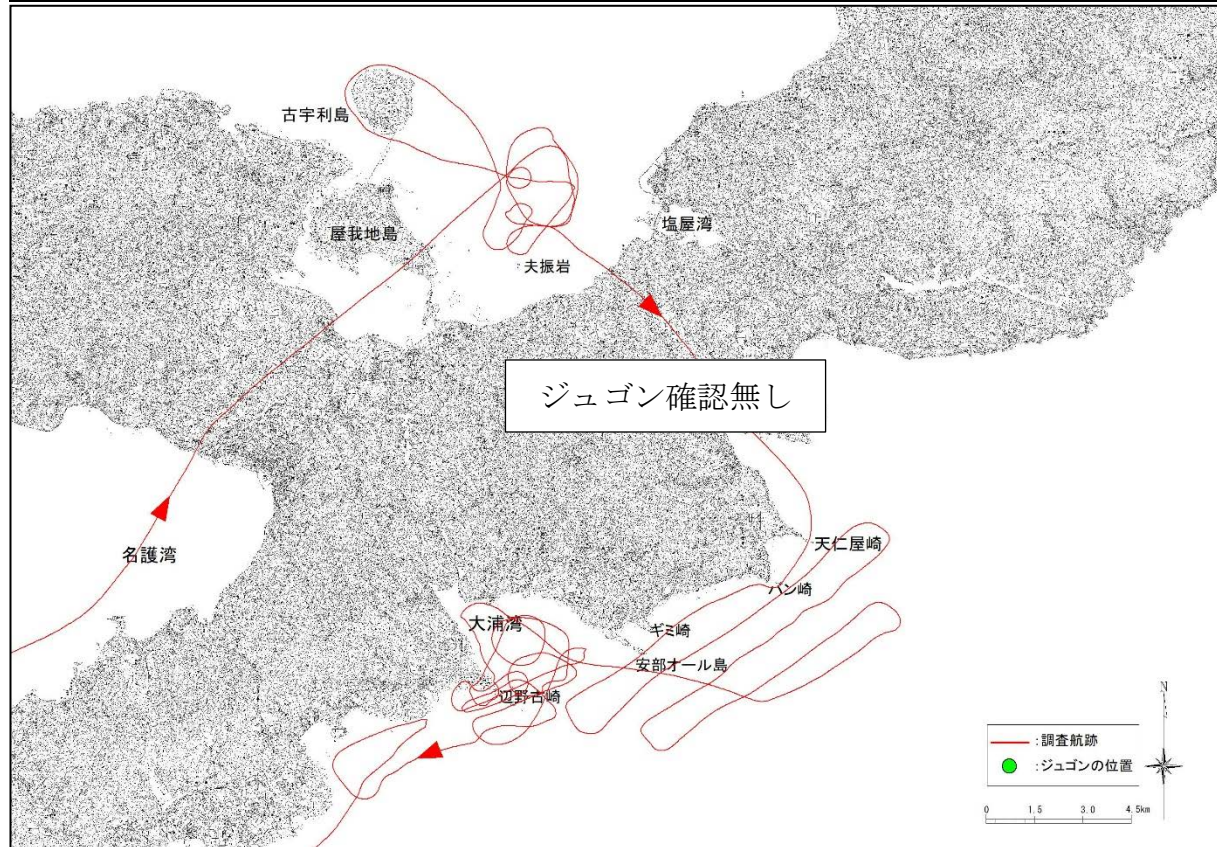 古宇利島
屋我地島
塩屋湾
夫振岩
ジュゴン確認無し
名護湾
天仁屋崎
バン崎
大浦湾
ギミ崎
安部オール島
辺野古崎
N
:調査航跡
:ジュゴンの位置
0 1.5 3.0 4.5km